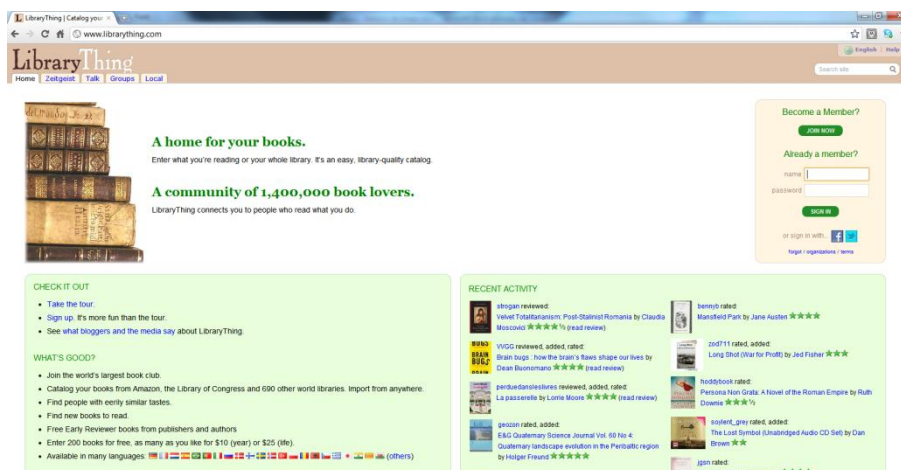 LibraryThing | Catalog your
www.librarything.com
English | Help
LibraryThing
Search site
Home Zeitgeist Talk Groups Local
A home for your books.
Enter what you're reading or your whole library. It's an easy, library-quality catalog.
A community of 1,400,000 book lovers.
LibraryThing connects you to people who read what you do.
Become a Member?
JOIN NOW
Already a member?
name
password
SIGN IN
or sign in with...
forgot / organizations / terms
CHECK IT OUT
Take the tour.
Sign up. It's more fun than the tour.
See what bloggers and the media say about LibraryThing.
WHAT'S GOOD?
Join the world's largest book club.
Catalog your books from Amazon, the Library of Congress and 690 other world libraries. Import from anywhere.
Find people with eerily similar tastes.
Find new books to read.
Free Early Reviewer books from publishers and authors
Enter 200 books for free, as many as you like for $10 (year) or $25 (life).
Available in many languages: (others)
RECENT ACTIVITY
strogan reviewed:
Velvet Totalitarianism: Post-Stalinist Romania by Claudia
Moscovici (read review)
VVGG reviewed, added, rated:
Brain bugs : how the brain's flaws shape our lives by
Dean Buonomano (read review)
perduedansleslivres reviewed, added, rated:
La passerelle by Lorrie Moore (read review)
geozon rated, added:
E&G Quaternary Science Journal Vol. 60 No 4:
Quaternary landscape evolution in the Peribaltic region
by Holger Freund
bennyb rated:
Mansfield Park by Jane Austen
zod711 rated, added:
Long Shot (War for Profit) by Jed Fisher
hoddybook rated:
Persona Non Grata: A Novel of the Roman Empire by Ruth
Downie
soylent_grey rated, added:
The Lost Symbol (Unabridged Audio CD Set) by Dan
Brown
jgsn rated: